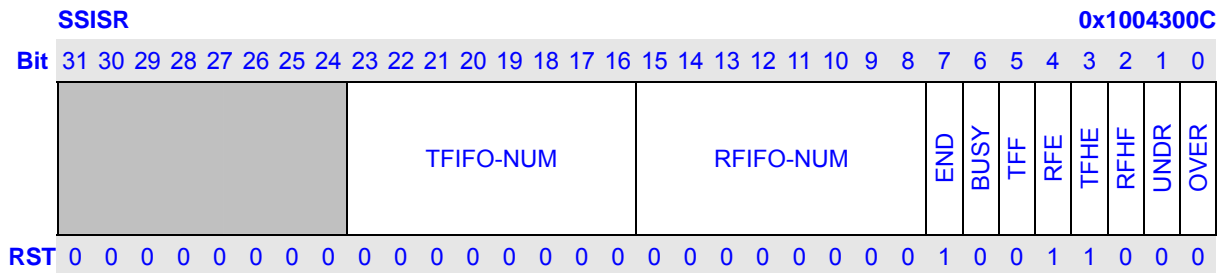 SSISR 0x1004300C
Bit 31 30 29 28 27 26 25 24 23 22 21 20 19 18 17 16 15 14 13 12 11 10 9 8 7 6 5 4 3 2 1 0
TFIFO-NUM RFIFO-NUM END BUSY TFF RFE TFHE RFHF UNDR OVER
RST 0 0 0 0 0 0 0 0 0 0 0 0 0 0 0 0 0 0 0 0 0 0 0 0 1 0 0 1 1 0 0 0